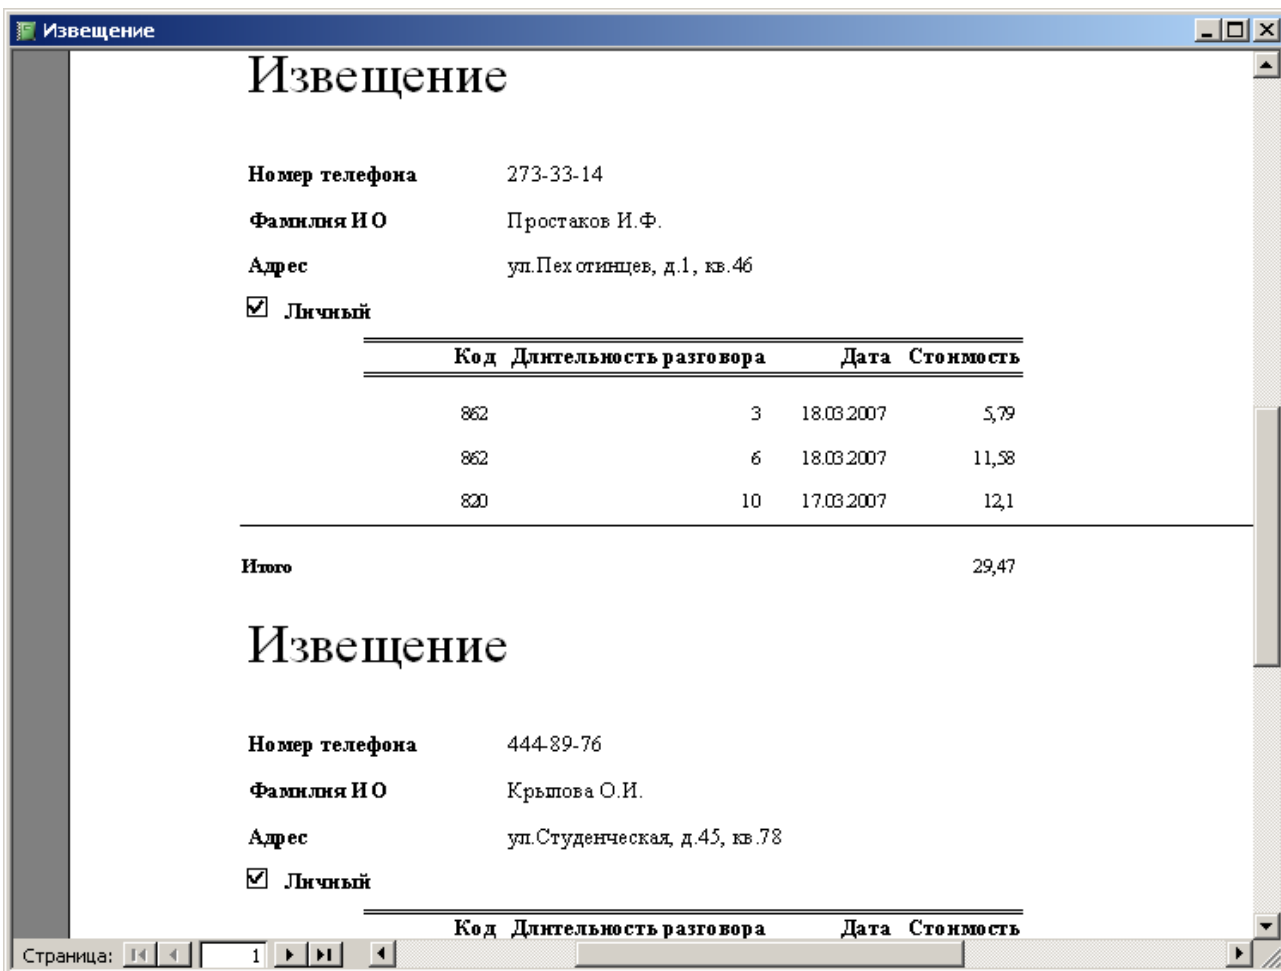 Извещение
Извещение
Номер телефона 273-33-14
Фамилия И О Простаков И.Ф.
Адрес ул.Пехотинцев, д.1, кв.46
Личный
Код Длительность разговора Дата Стоимость
862 3 18.03.2007 5,79
862 6 18.03.2007 11,58
820 10 17.03.2007 12,1
Итого 29,47
Извещение
Номер телефона 444-89-76
Фамилия И О Крылова О.И.
Адрес ул.Студенческая, д.45, кв.78
Личный
Код Длительность разговора Дата Стоимость
Страница: 1